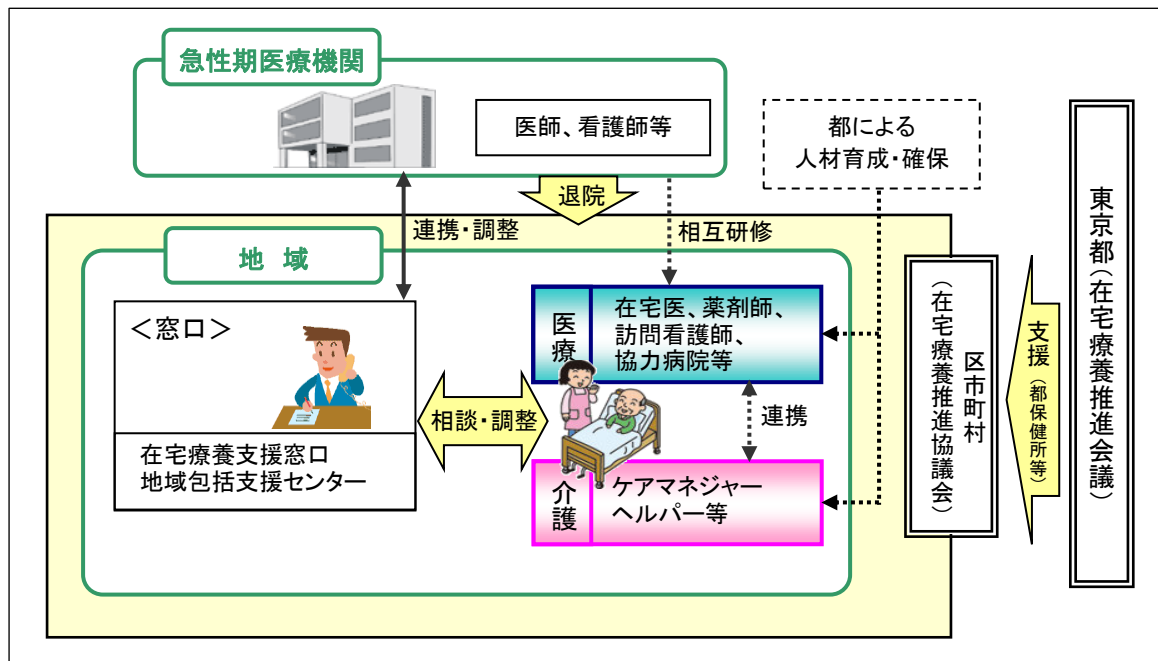 急性期医療機関
医師、看護師等
都による
人材育成・確保
退院
連携・調整
相互研修
地 域
<窓口>
在宅療養支援窓口
地域包括支援センター
相談・調整
医療
在宅医、薬剤師、
訪問看護師、
協力病院等
連携
介護
ケアマネジャー
ヘルパー等
区市町村
(在宅療養推進協議会)
支援(都保健所等)
東京都(在宅療養推進会議)